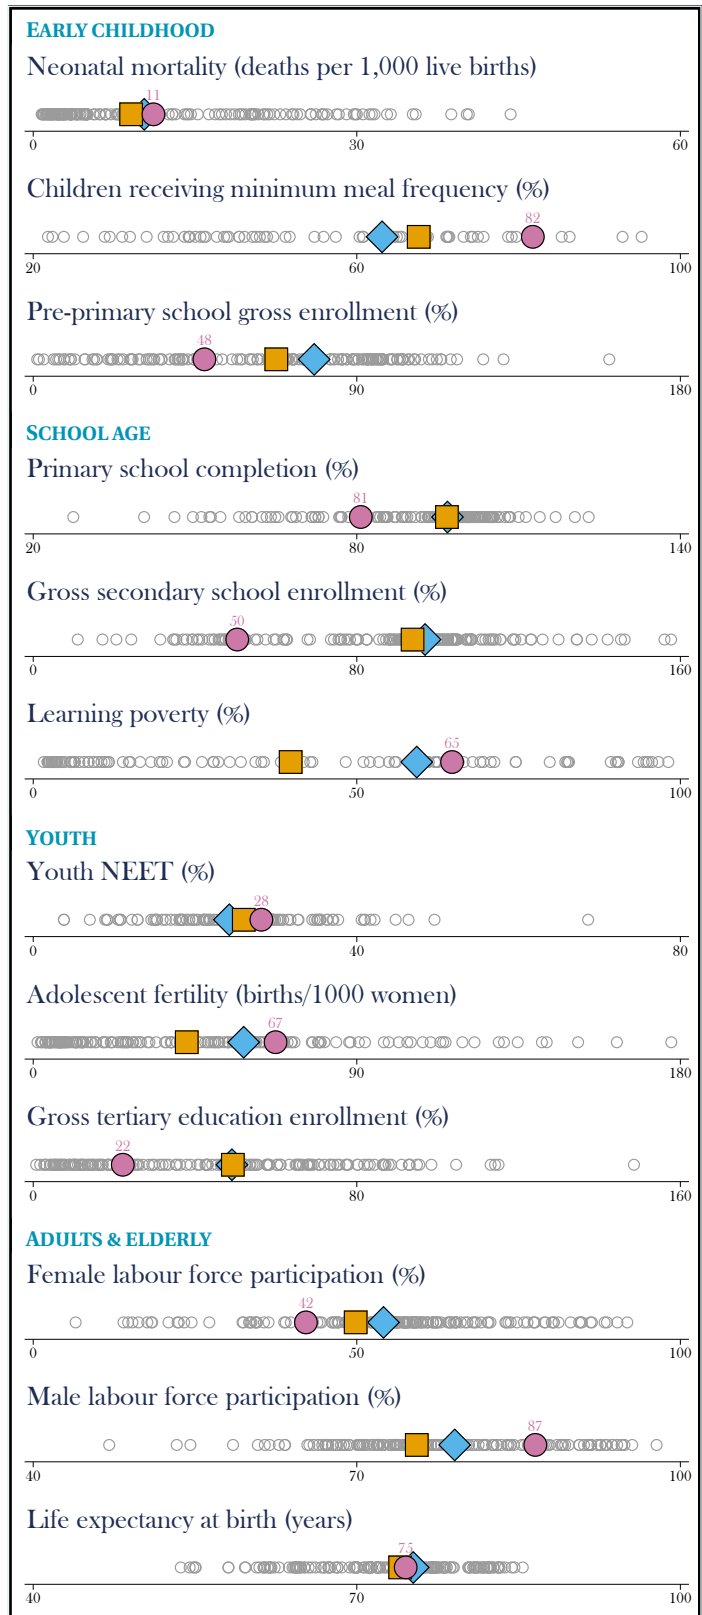 EARLY CHILDHOOD
Neonatal mortality (deaths per 1,000 live births)
11
0 30 60
Children receiving minimum meal frequency (%)
82
20 60 100
Pre-primary school gross enrollment (%)
48
0 90 180
SCHOOL AGE
Primary school completion (%)
81
20 80 140
Gross secondary school enrollment (%)
50
0 80 160
Learning poverty (%)
65
0 50 100
YOUTH
Youth NEET (%)
28
0 40 80
Adolescent fertility (births/1000 women)
67
0 90 180
Gross tertiary education enrollment (%)
22
0 80 160
ADULTS & ELDERLY
Female labour force participation (%)
42
0 50 100
Male labour force participation (%)
87
40 70 100
Life expectancy at birth (years)
75
40 70 100